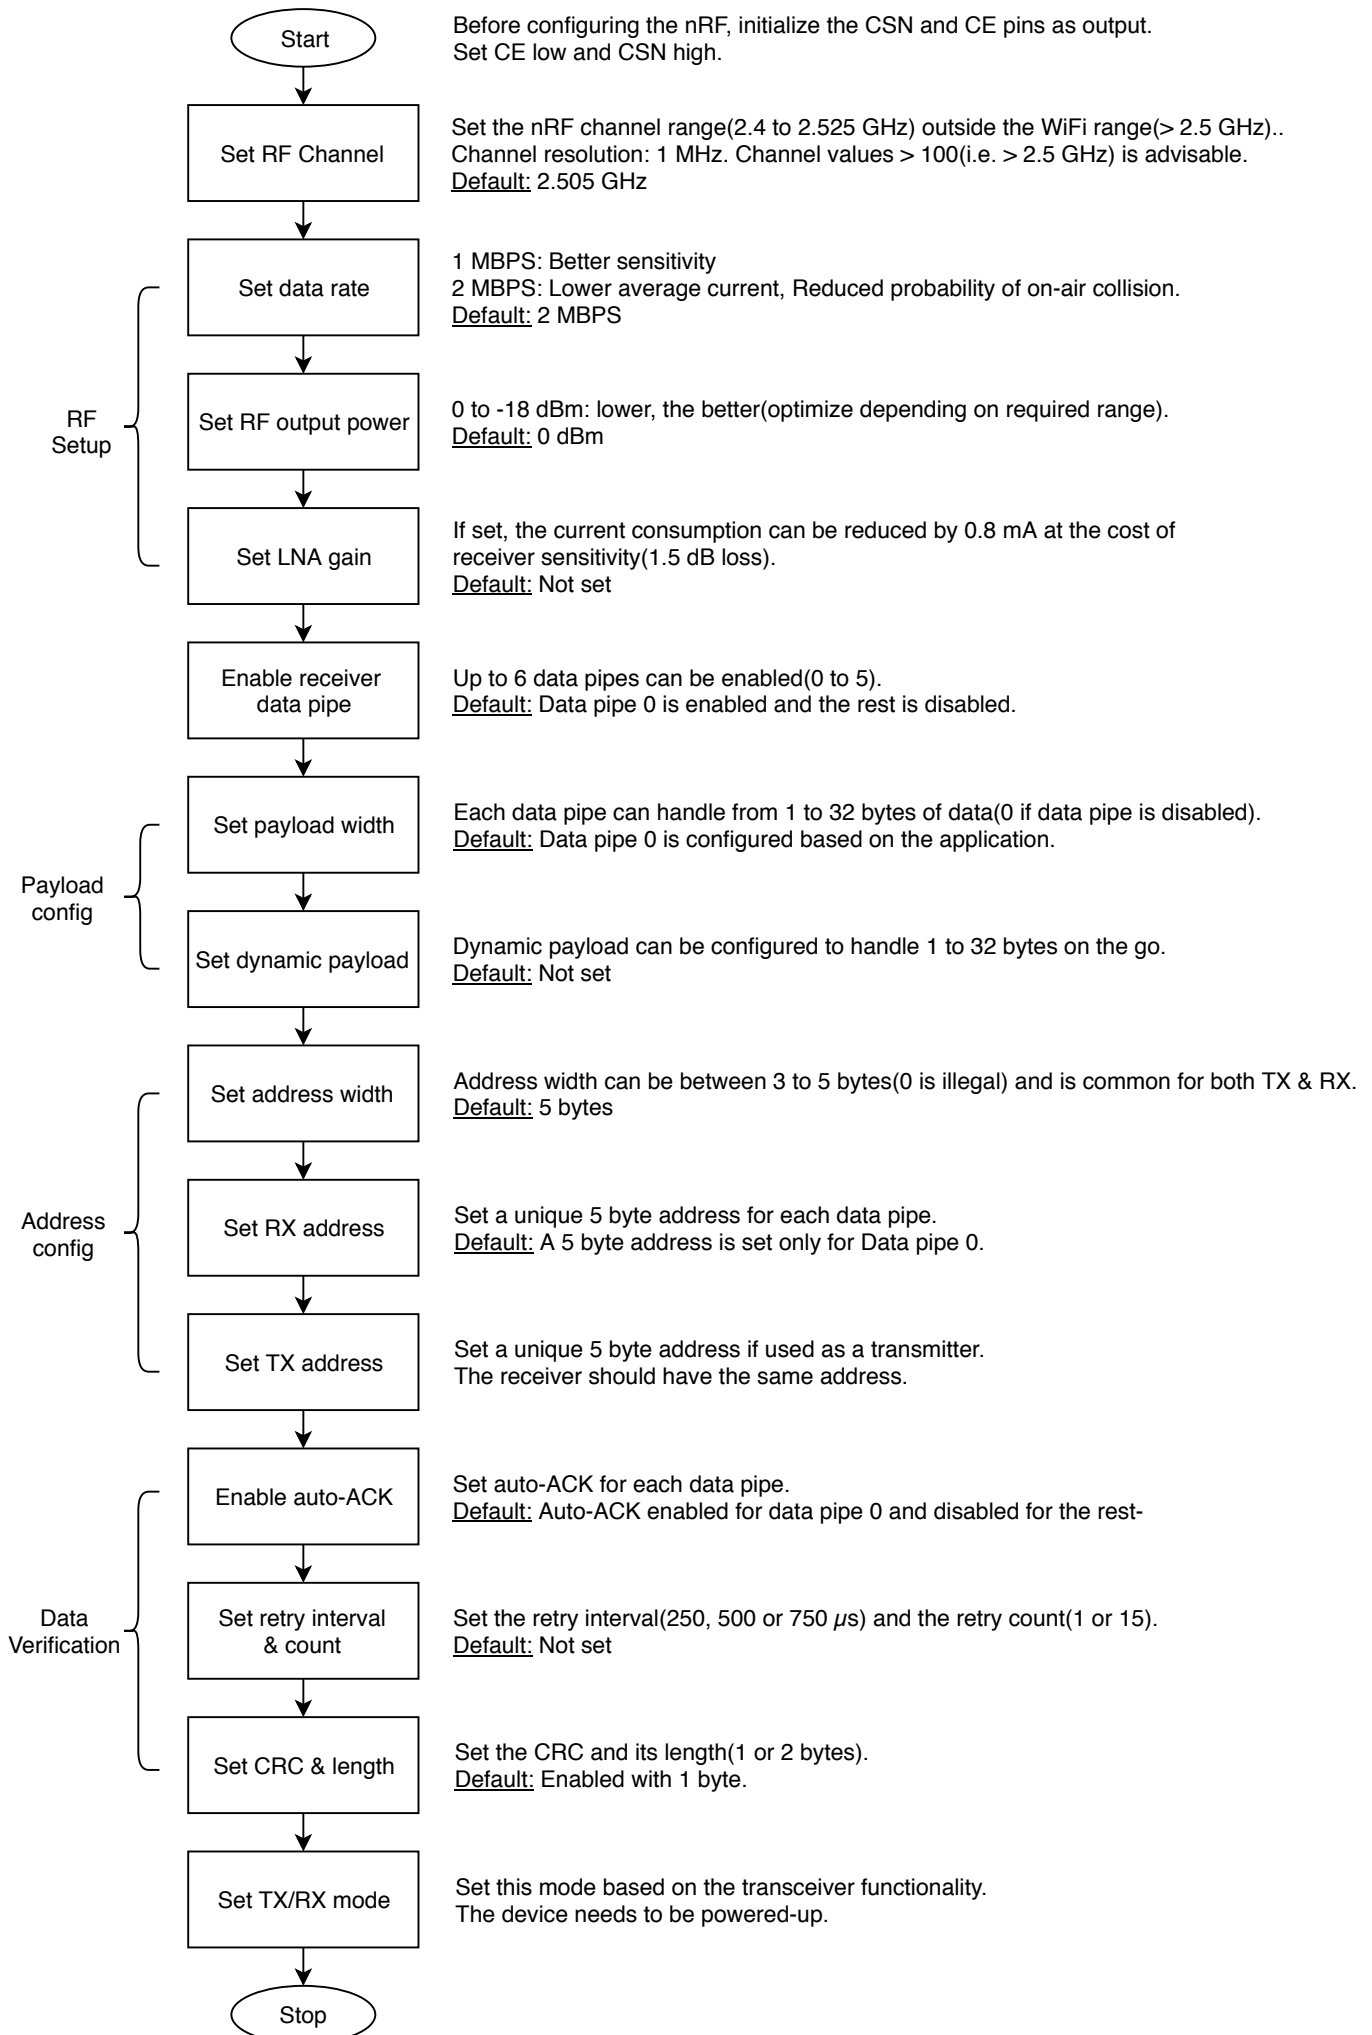 Start
Before configuring the nRF, initialize the CSN and CE pins as output.
Set CE low and CSN high.
Set RF Channel
Set the nRF channel range(2.4 to 2.525 GHz) outside the WiFi range(> 2.5 GHz)..
Channel resolution: 1 MHz. Channel values > 100(i.e. > 2.5 GHz) is advisable.
Default: 2.505 GHz
RF
Setup
Set data rate
1 MBPS: Better sensitivity
2 MBPS: Lower average current, Reduced probability of on-air collision.
Default: 2 MBPS
Set RF output power
0 to -18 dBm: lower, the better(optimize depending on required range).
Default: 0 dBm
Set LNA gain
If set, the current consumption can be reduced by 0.8 mA at the cost of
receiver sensitivity(1.5 dB loss).
Default: Not set
Enable receiver
data pipe
Up to 6 data pipes can be enabled(0 to 5).
Default: Data pipe 0 is enabled and the rest is disabled.
Payload
config
Set payload width
Each data pipe can handle from 1 to 32 bytes of data(0 if data pipe is disabled).
Default: Data pipe 0 is configured based on the application.
Set dynamic payload
Dynamic payload can be configured to handle 1 to 32 bytes on the go.
Default: Not set
Address
config
Set address width
Address width can be between 3 to 5 bytes(0 is illegal) and is common for both TX & RX.
Default: 5 bytes
Set RX address
Set a unique 5 byte address for each data pipe.
Default: A 5 byte address is set only for Data pipe 0.
Set TX address
Set a unique 5 byte address if used as a transmitter.
The receiver should have the same address.
Data
Verification
Enable auto-ACK
Set auto-ACK for each data pipe.
Default: Auto-ACK enabled for data pipe 0 and disabled for the rest-
Set retry interval
& count
Set the retry interval(250, 500 or 750 µs) and the retry count(1 or 15).
Default: Not set
Set CRC & length
Set the CRC and its length(1 or 2 bytes).
Default: Enabled with 1 byte.
Set TX/RX mode
Set this mode based on the transceiver functionality.
The device needs to be powered-up.
Stop